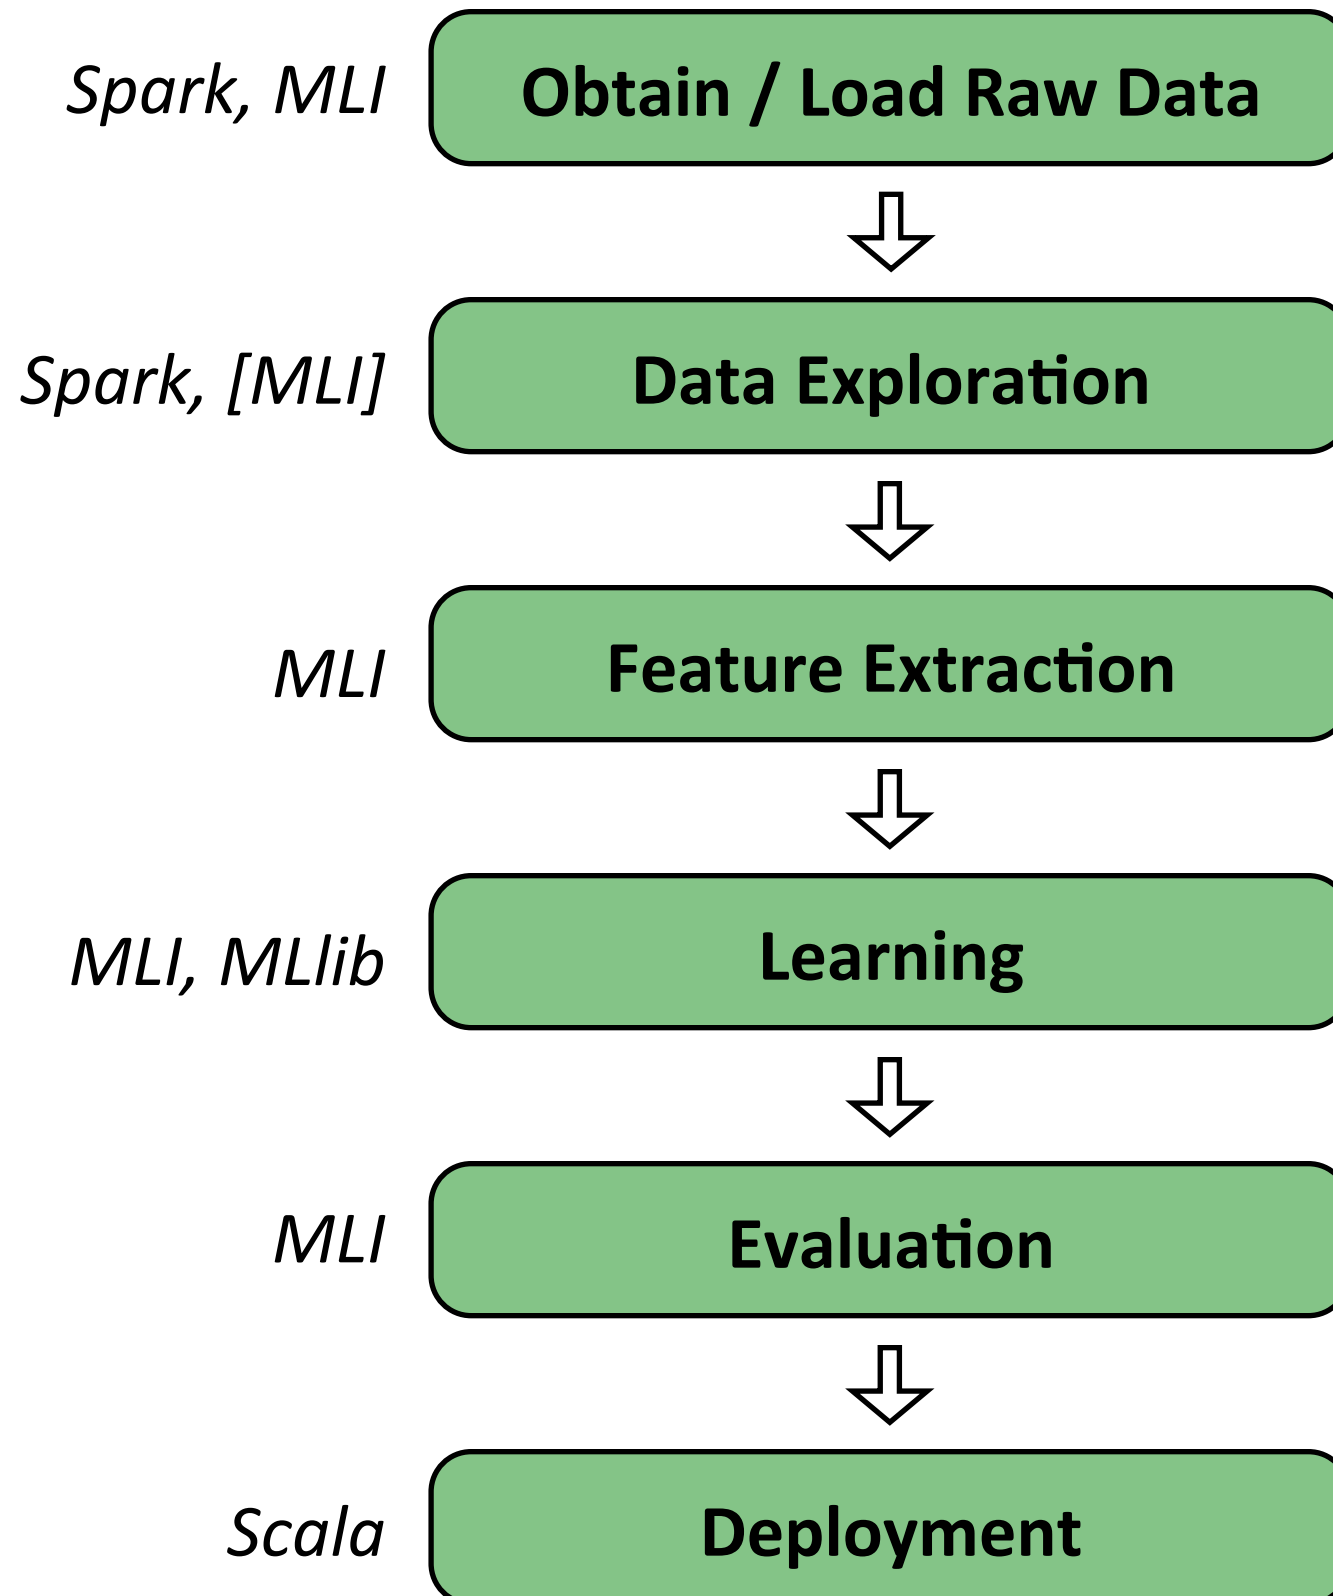 Spark, MLI
Obtain / Load Raw Data
Spark, [MLI]
Data Exploration
MLI
Feature Extraction
MLI, MLlib
Learning
MLI
Evaluation
Scala
Deployment